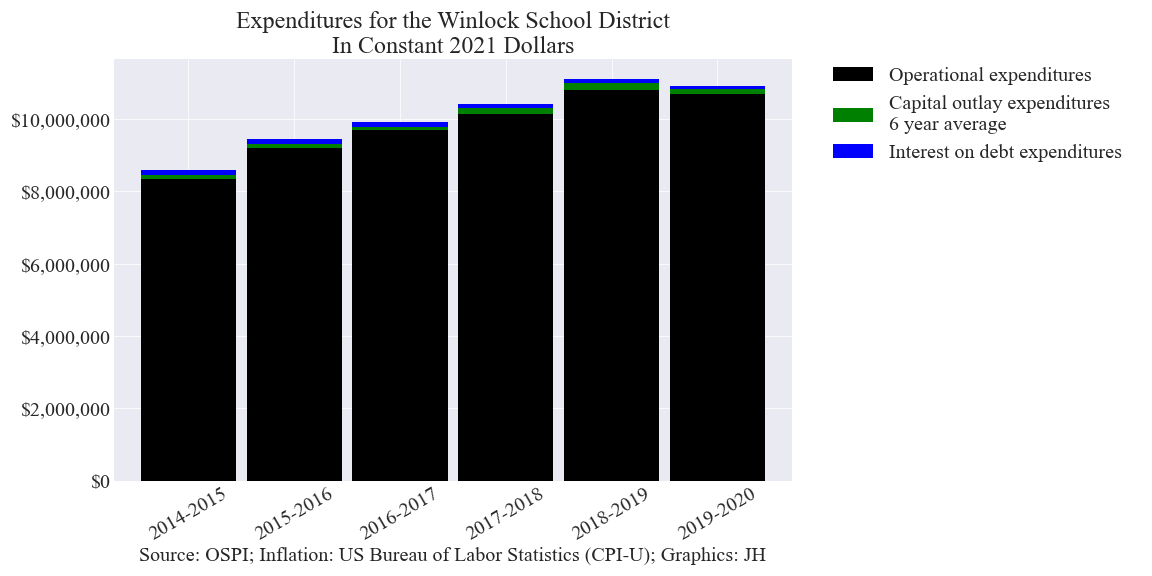 Expenditures for the Winlock School District
In Constant 2021 Dollars
Operational expenditures
Capital outlay expenditures
6 year average
Interest on debt expenditures
$10,000,000
$8,000,000
$6,000,000
$4,000,000
$2,000,000
$0
2014-2015
2015-2016
2016-2017
2017-2018
2018-2019
2019-2020
Source: OSPI; Inflation: US Bureau of Labor Statistics (CPI-U); Graphics: JH